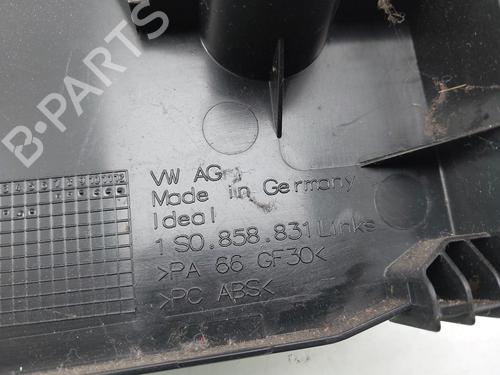 B-PARTS
VW AG
Made in Germany
Ideal
1S0.858.831 Links
>PA 66 GF30<
>PC ABS<